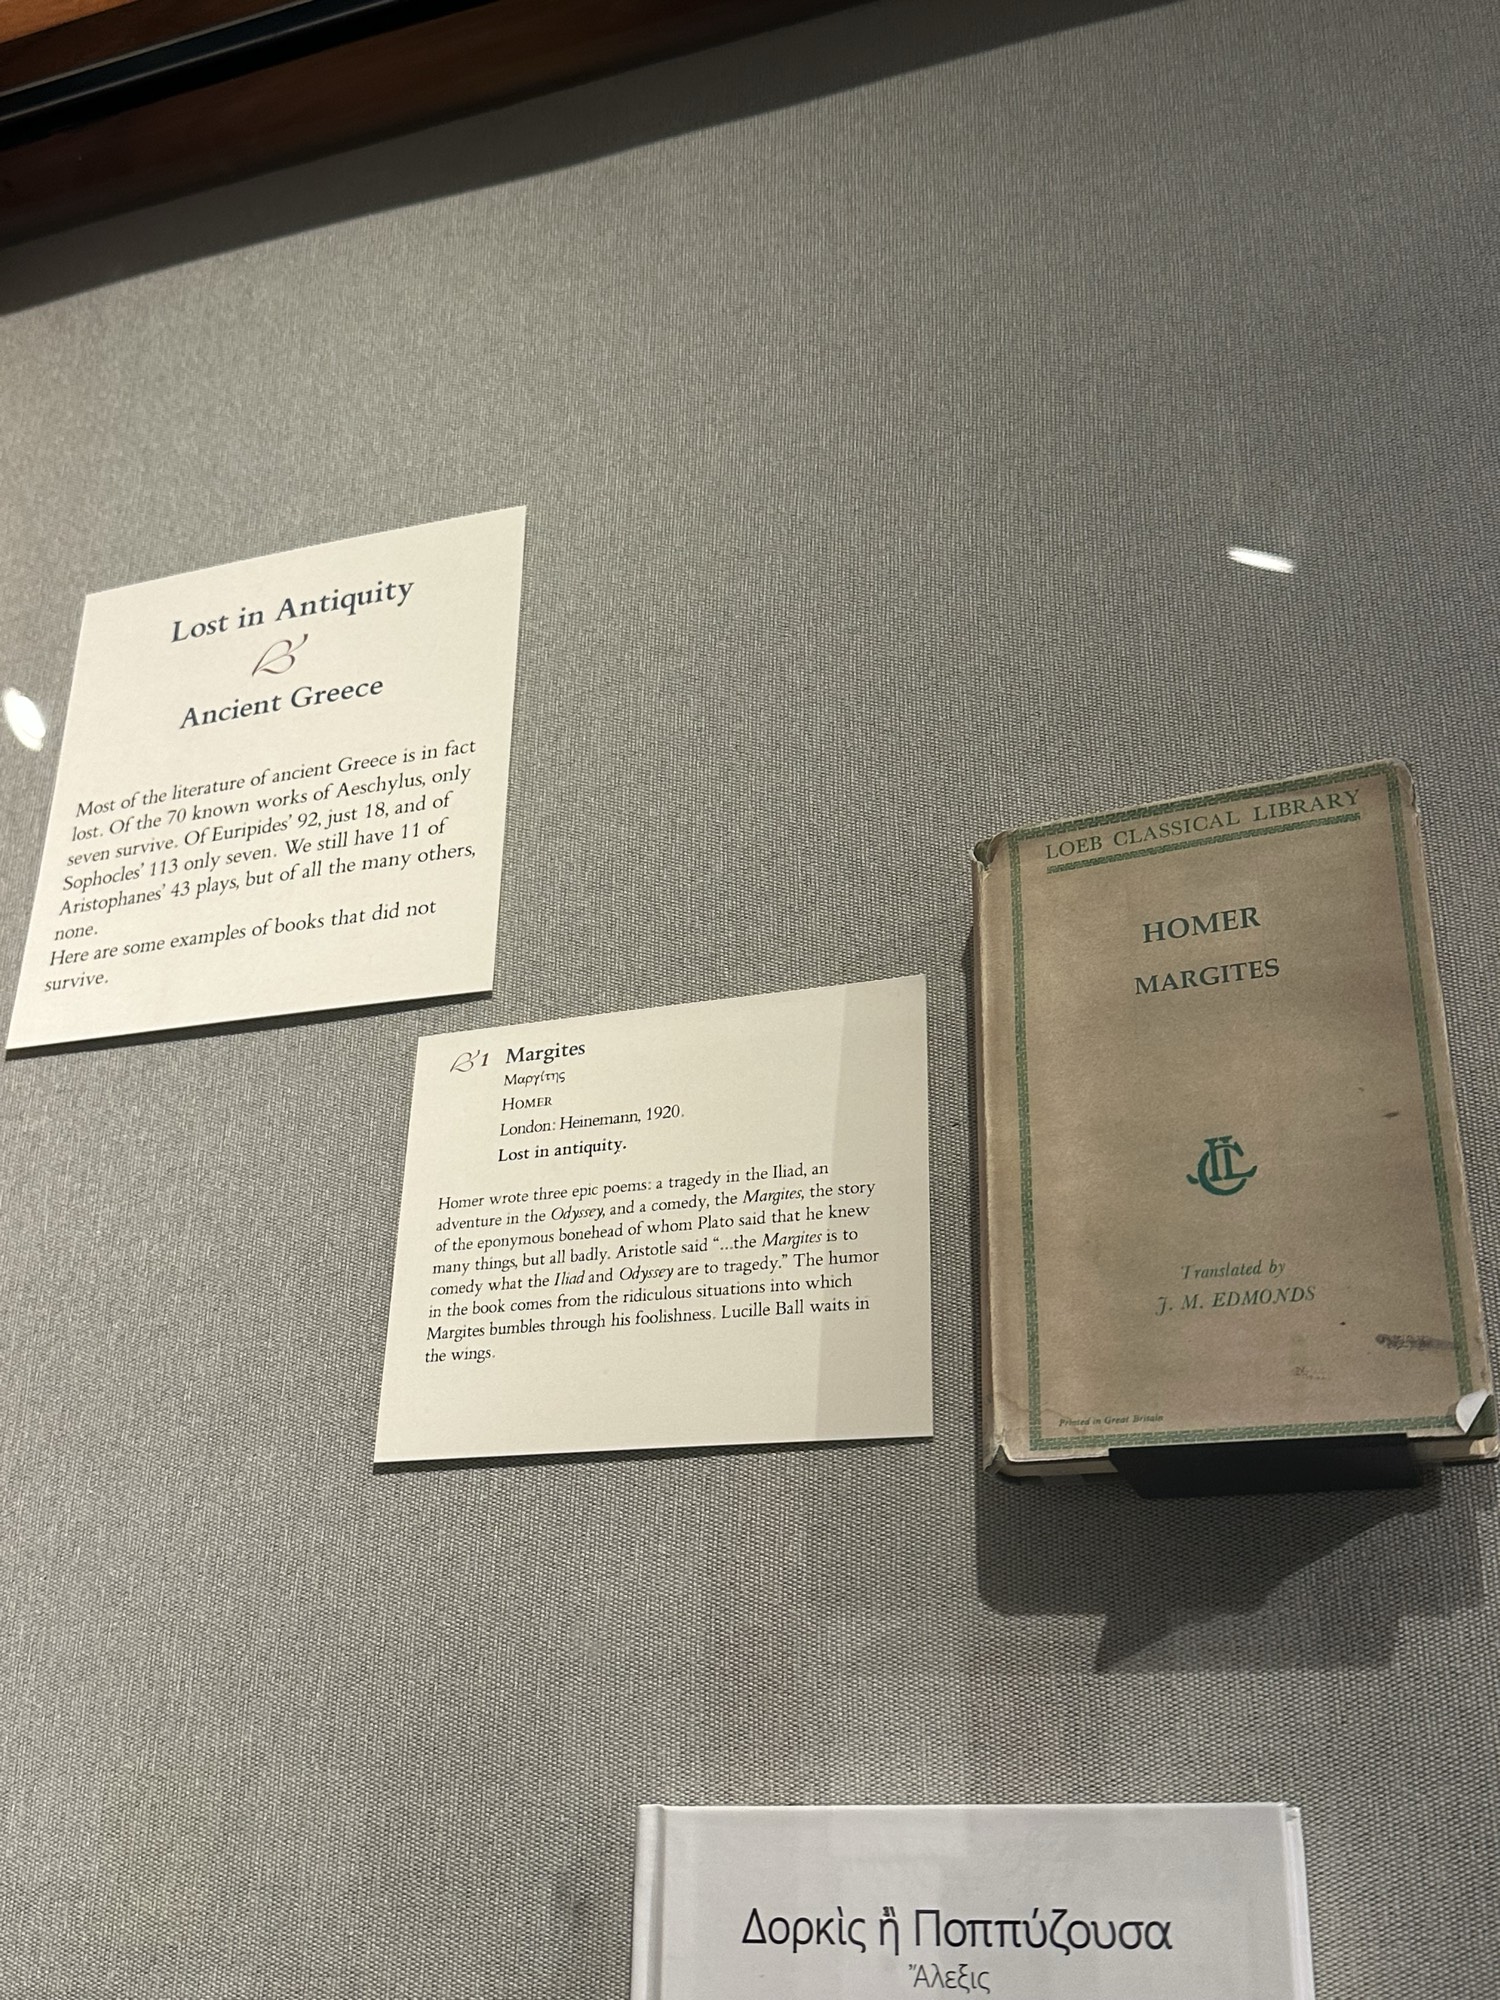 Lost in Antiquity
B'
Ancient Greece
Most of the literature of ancient Greece is in fact
lost. Of the 70 known works of Aeschylus, only
seven survive. Of Euripides' 92, just 18, and of
Sophocles' 113 only seven. We still have 11 of
Aristophanes' 43 plays, but of all the many others,
none.
Here are some examples of books that did not
survive.
B'1 Margites
Μαργίτης
HOMER
London: Heinemann, 1920.
Lost in antiquity.
Homer wrote three epic poems: a tragedy in the Iliad, an
adventure in the Odyssey, and a comedy, the Margites, the story
of the eponymous bonehead of whom Plato said that he knew
many things, but all badly. Aristotle said “...the Margites is to
comedy what the Iliad and Odyssey are to tragedy.” The humor
in the book comes from the ridiculous situations into which
Margites bumbles through his foolishness. Lucille Ball waits in
the wings.
LOEB CLASSICAL LIBRARY
HOMER
MARGITES
LCL
Translated by
J. M. EDMONDS
Printed in Great Britain
Δορκὶς ἢ Ποππύζουσα
Ἄλεξις